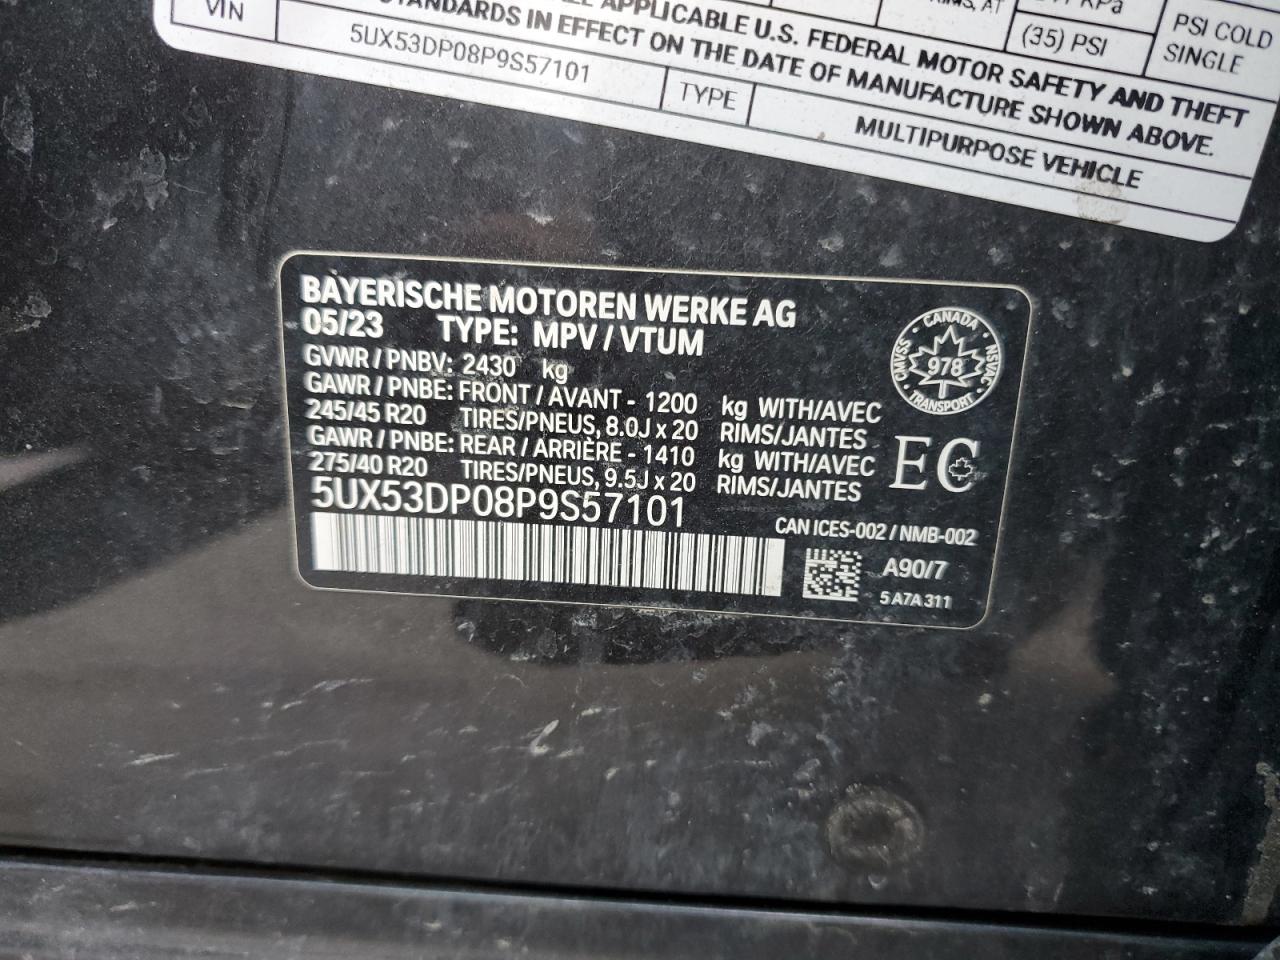 RIMS, AT
KPa
(35) PSI
PSI COLD
SINGLE
APPLICABLE U.S. FEDERAL MOTOR SAFETY AND THEFT
STANDARDS IN EFFECT ON THE DATE OF MANUFACTURE SHOWN ABOVE.
VIN 5UX53DP08P9S57101 TYPE MULTIPURPOSE VEHICLE
BAYERISCHE MOTOREN WERKE AG
05/23 TYPE: MPV / VTUM
GVWR / PNBV: 2430 kg
GAWR / PNBE: FRONT / AVANT - 1200 kg WITH/AVEC
245/45 R20 TIRES/PNEUS, 8.0J x 20 RIMS/JANTES
GAWR / PNBE: REAR / ARRIÈRE - 1410 kg WITH/AVEC
275/40 R20 TIRES/PNEUS, 9.5J x 20 RIMS/JANTES
5UX53DP08P9S57101
CANADA
CMVSS 978 NSVAC
TRANSPORT
EC
CAN ICES-002 / NMB-002
A90/7
5 A7A 311